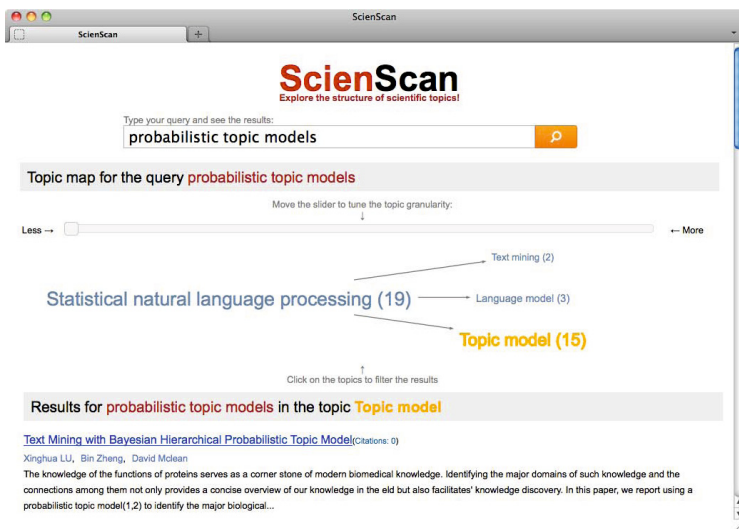 ScienScan
ScienScan
ScienScan
Explore the structure of scientific topics!
Type your query and see the results:
probabilistic topic models
Topic map for the query probabilistic topic models
Move the slider to tune the topic granularity:
↓
Less → ← More
Text mining (2)
Statistical natural language processing (19)
Language model (3)
Topic model (15)
↑
Click on the topics to filter the results
Results for probabilistic topic models in the topic Topic model
Text Mining with Bayesian Hierarchical Probabilistic Topic Model(Citations: 0)
Xinghua LU, Bin Zheng, David Mclean
The knowledge of the functions of proteins serves as a corner stone of modern biomedical knowledge. Identifying the major domains of such knowledge and the
connections among them not only provides a concise overview of our knowledge in the eld but also facilitates' knowledge discovery. In this paper, we report using a
probabilistic topic model(1,2) to identify the major biological...